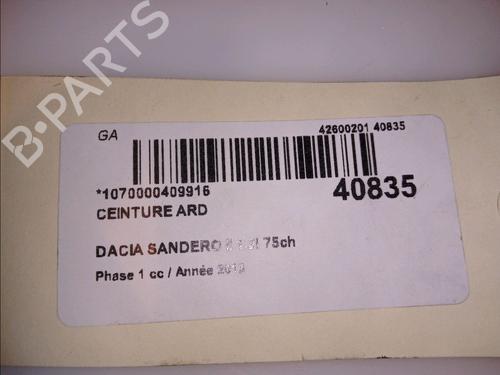 B-PARTS
GA
42600201 40835
*1070000409916
40835
CEINTURE ARD
DACIA SANDERO 75ch
Phase 1 cc / Année